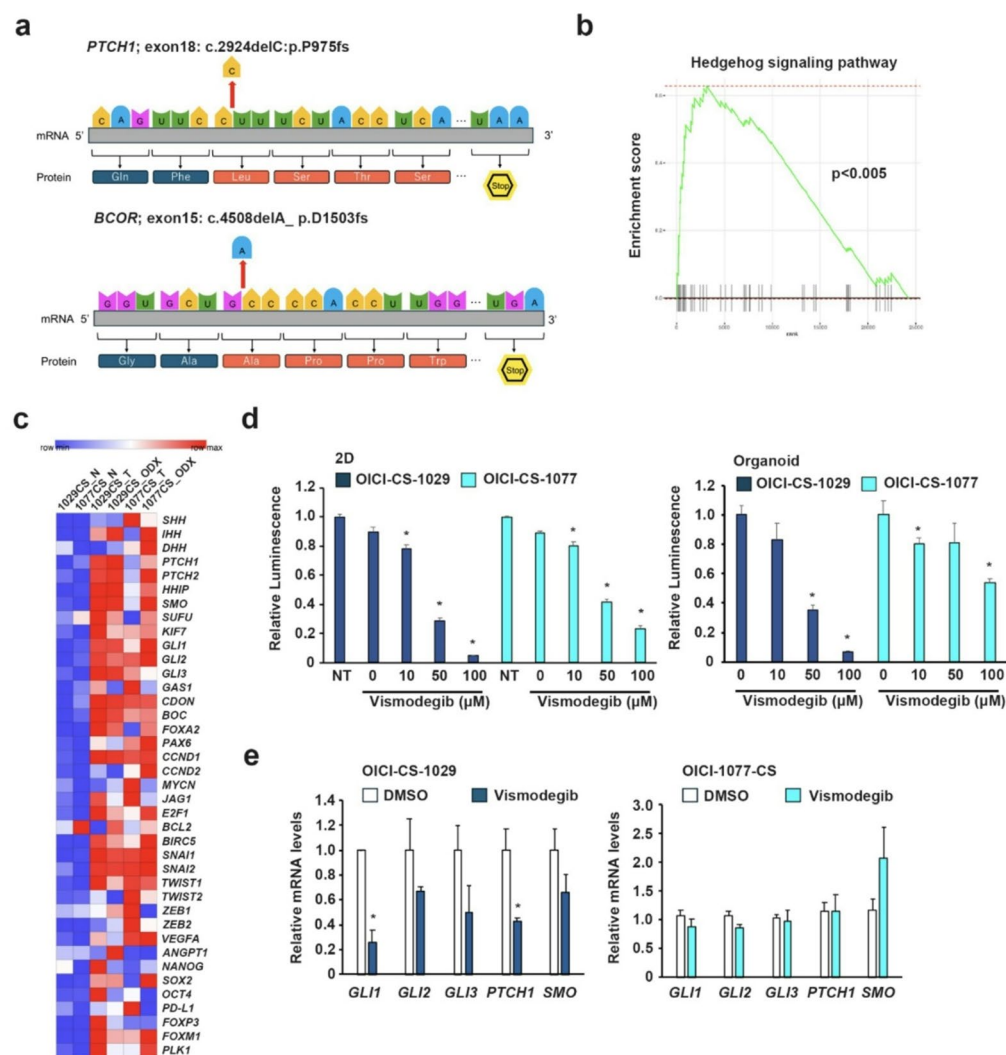 a
PTCH1; exon18: c.2924delC:p.P975fs
C
C A G U U C C U U U C U A C C U C A ... U A A
mRNA 5' 3'
Protein Gln Phe Leu Ser Thr Ser ... Stop
BCOR; exon15: c.4508delA_ p.D1503fs
A
G G U G C U G C C C C A C C U U G G ... U G A
mRNA 5' 3'
Protein Gly Ala Ala Pro Pro Trp ... Stop
b
Hedgehog signaling pathway
Enrichment score
p<0.005
c
row min row max
1029CS_N
1077CS_N
1029CS_T
1029CS_ODX
1077CS_T
1077CS_ODX
SHH
IHH
DHH
PTCH1
PTCH2
HHIP
SMO
SUFU
KIF7
GLI1
GLI2
GLI3
GAS1
CDON
BOC
FOXA2
PAX6
CCND1
CCND2
MYCN
JAG1
E2F1
BCL2
BIRC5
SNAI1
SNAI2
TWIST1
TWIST2
ZEB1
ZEB2
VEGFA
ANGPT1
NANOG
SOX2
OCT4
PD-L1
FOXP3
FOXM1
PLK1
d
2D
OICI-CS-1029 OICI-CS-1077
Relative Luminescence
1.2
1.0
0.8
0.6
0.4
0.2
0
* * * * * *
NT 0 10 50 100 NT 0 10 50 100
Vismodegib (µM) Vismodegib (µM)
Organoid
OICI-CS-1029 OICI-CS-1077
Relative Luminescence
1.2
1.0
0.8
0.6
0.4
0.2
0
* * * *
0 10 50 100 0 10 50 100
Vismodegib (µM) Vismodegib (µM)
e
OICI-CS-1029
DMSO Vismodegib
Relative mRNA levels
1.4
1.2
1.0
0.8
0.6
0.4
0.2
0
* *
GLI1 GLI2 GLI3 PTCH1 SMO
OICI-1077-CS
DMSO Vismodegib
Relative mRNA levels
3.0
2.5
2.0
1.5
1.0
0.5
0
GLI1 GLI2 GLI3 PTCH1 SMO